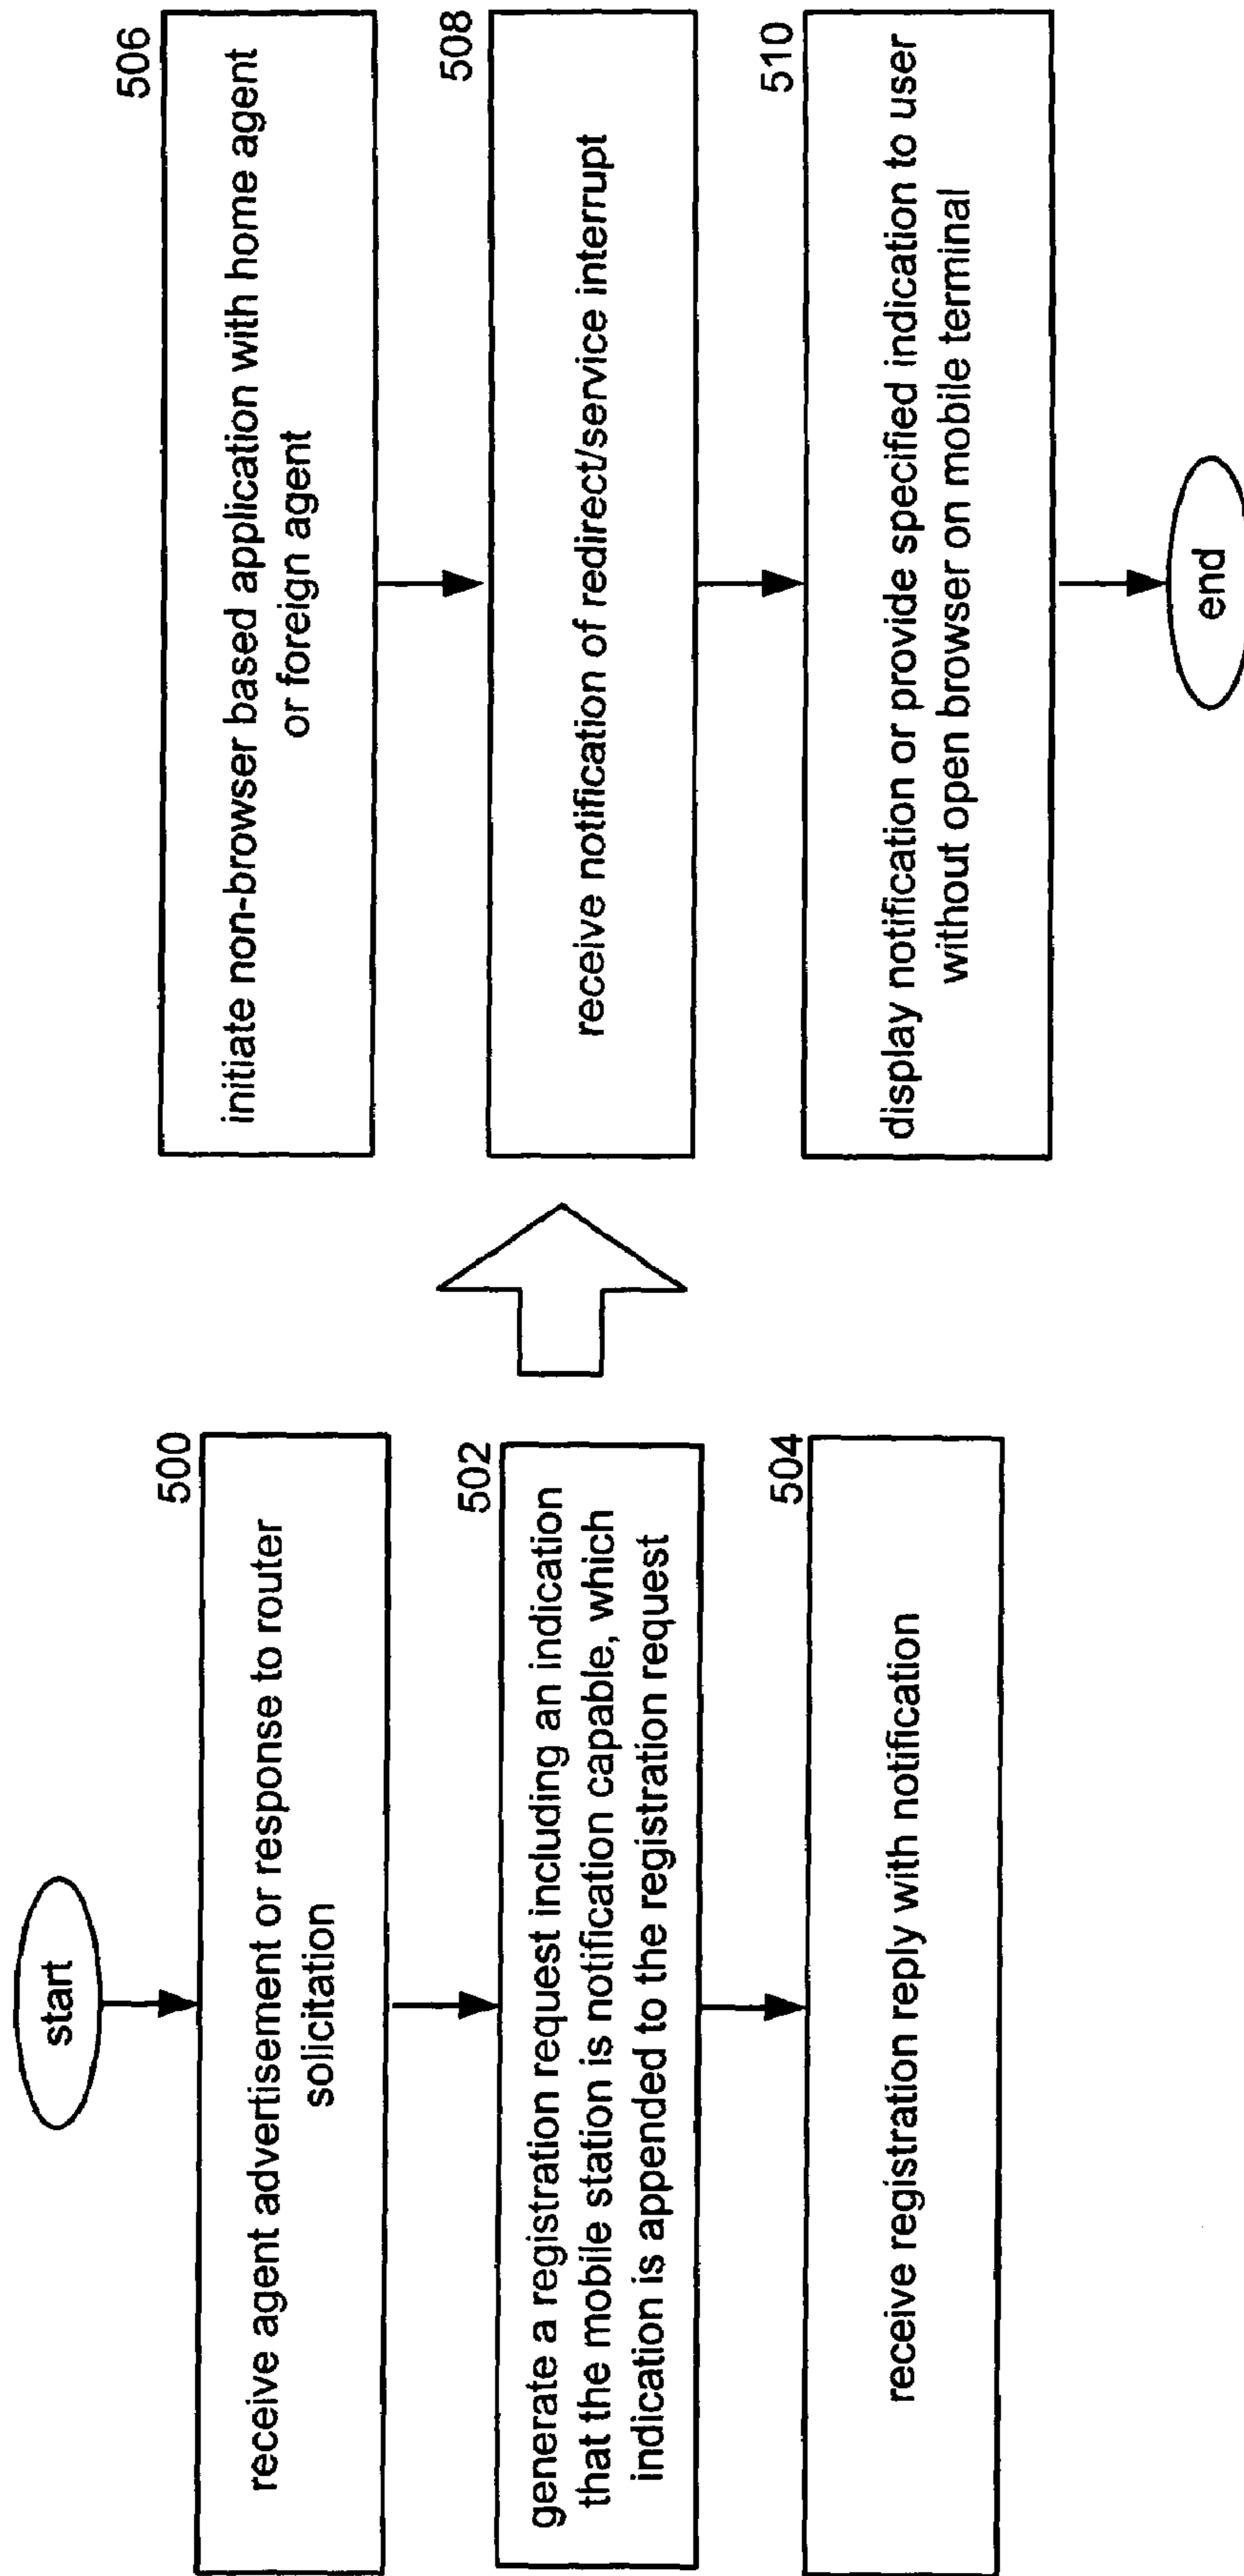 start
500
receive agent advertisement or response to router
solicitation
502
generate a registration request including an indication
that the mobile station is notification capable, which
indication is appended to the registration request
504
receive registration reply with notification
506
initiate non-browser based application with home agent
or foreign agent
508
receive notification of redirect/service interrupt
510
display notification or provide specified indication to user
without open browser on mobile terminal
end